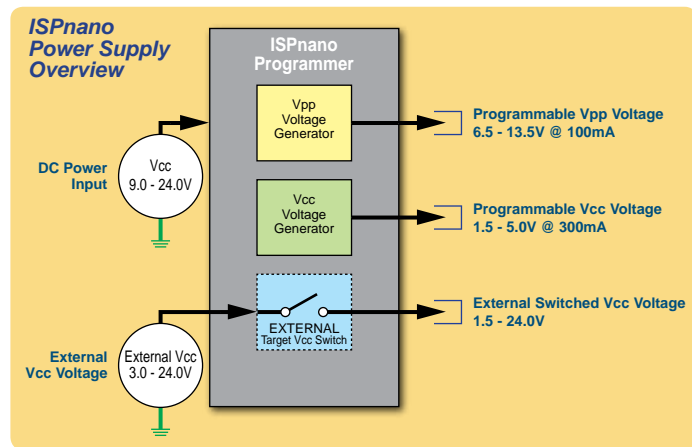 ISPnano
Power Supply
Overview
ISPnano
Programmer
Vpp
Voltage
Generator
Programmable Vpp Voltage
6.5 - 13.5V @ 100mA
DC Power
Input
Vcc
9.0 - 24.0V
Vcc
Voltage
Generator
Programmable Vcc Voltage
1.5 - 5.0V @ 300mA
EXTERNAL
Target Vcc Switch
External Switched Vcc Voltage
1.5 - 24.0V
External
Vcc Voltage
External Vcc
3.0 - 24.0V